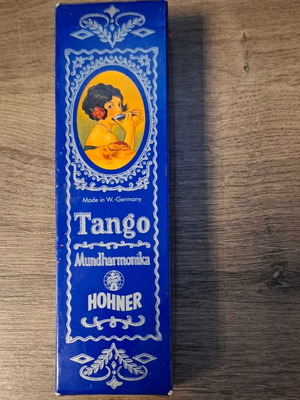 Made in W.-Germany
Tango
Mundharmonika
HOHNER